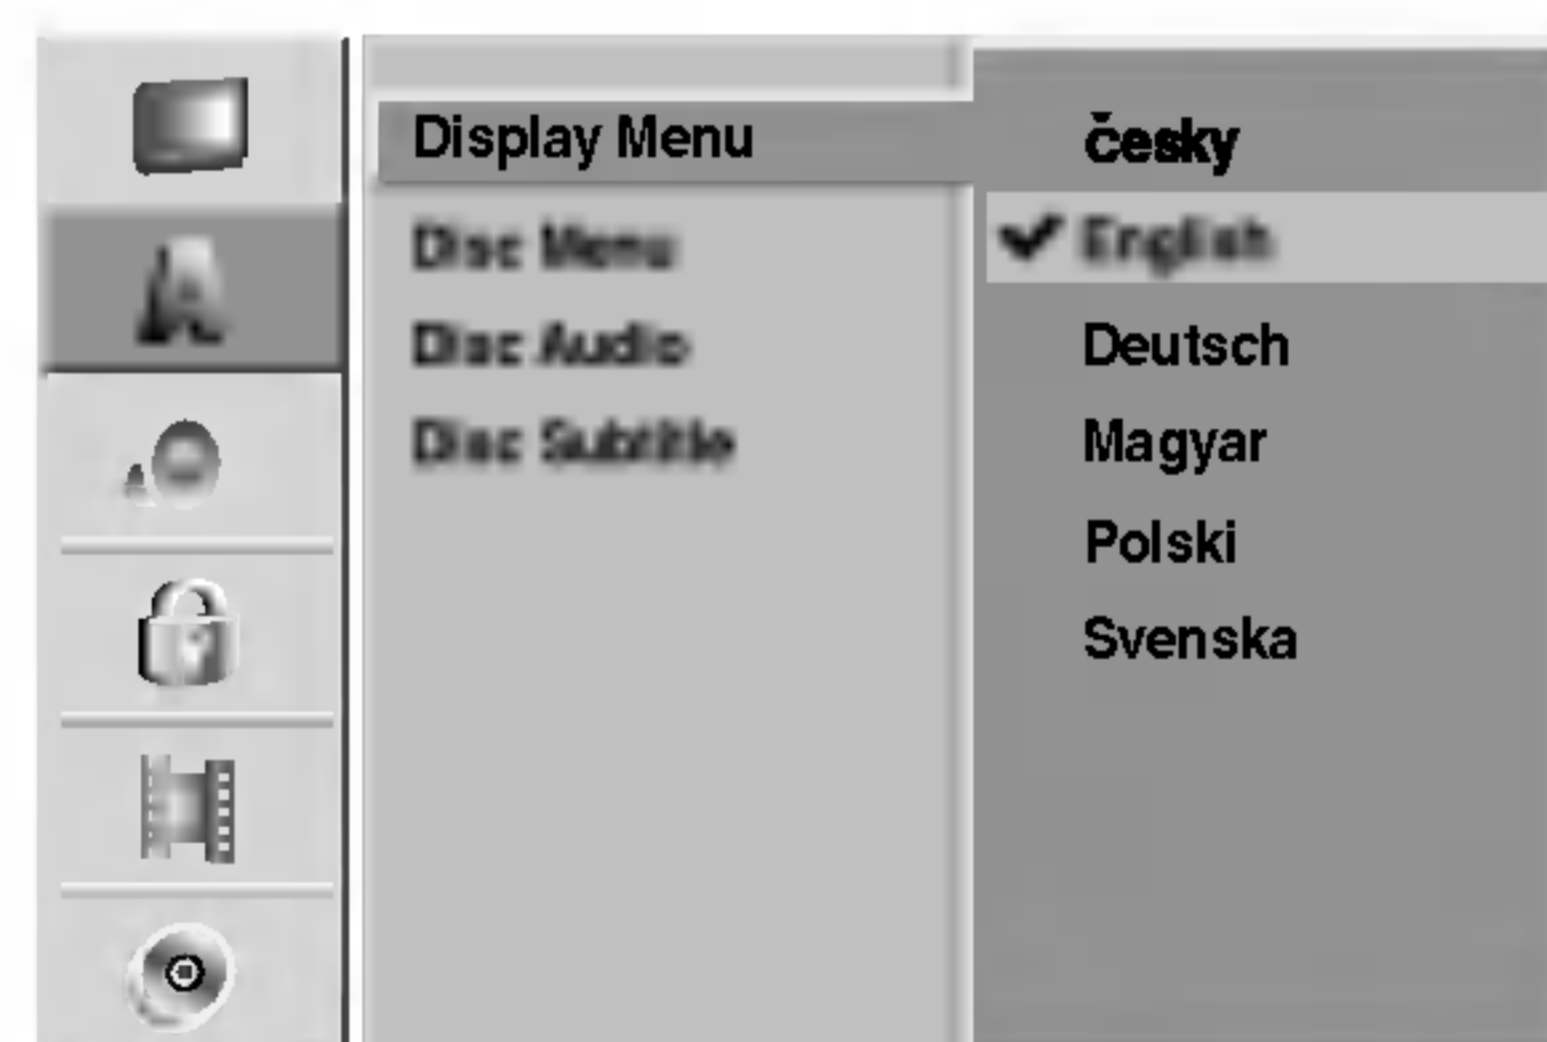 Display Menu
Disc Menu
Disc Audio
Disc Subtitle
česky
English
Deutsch
Magyar
Polski
Svenska